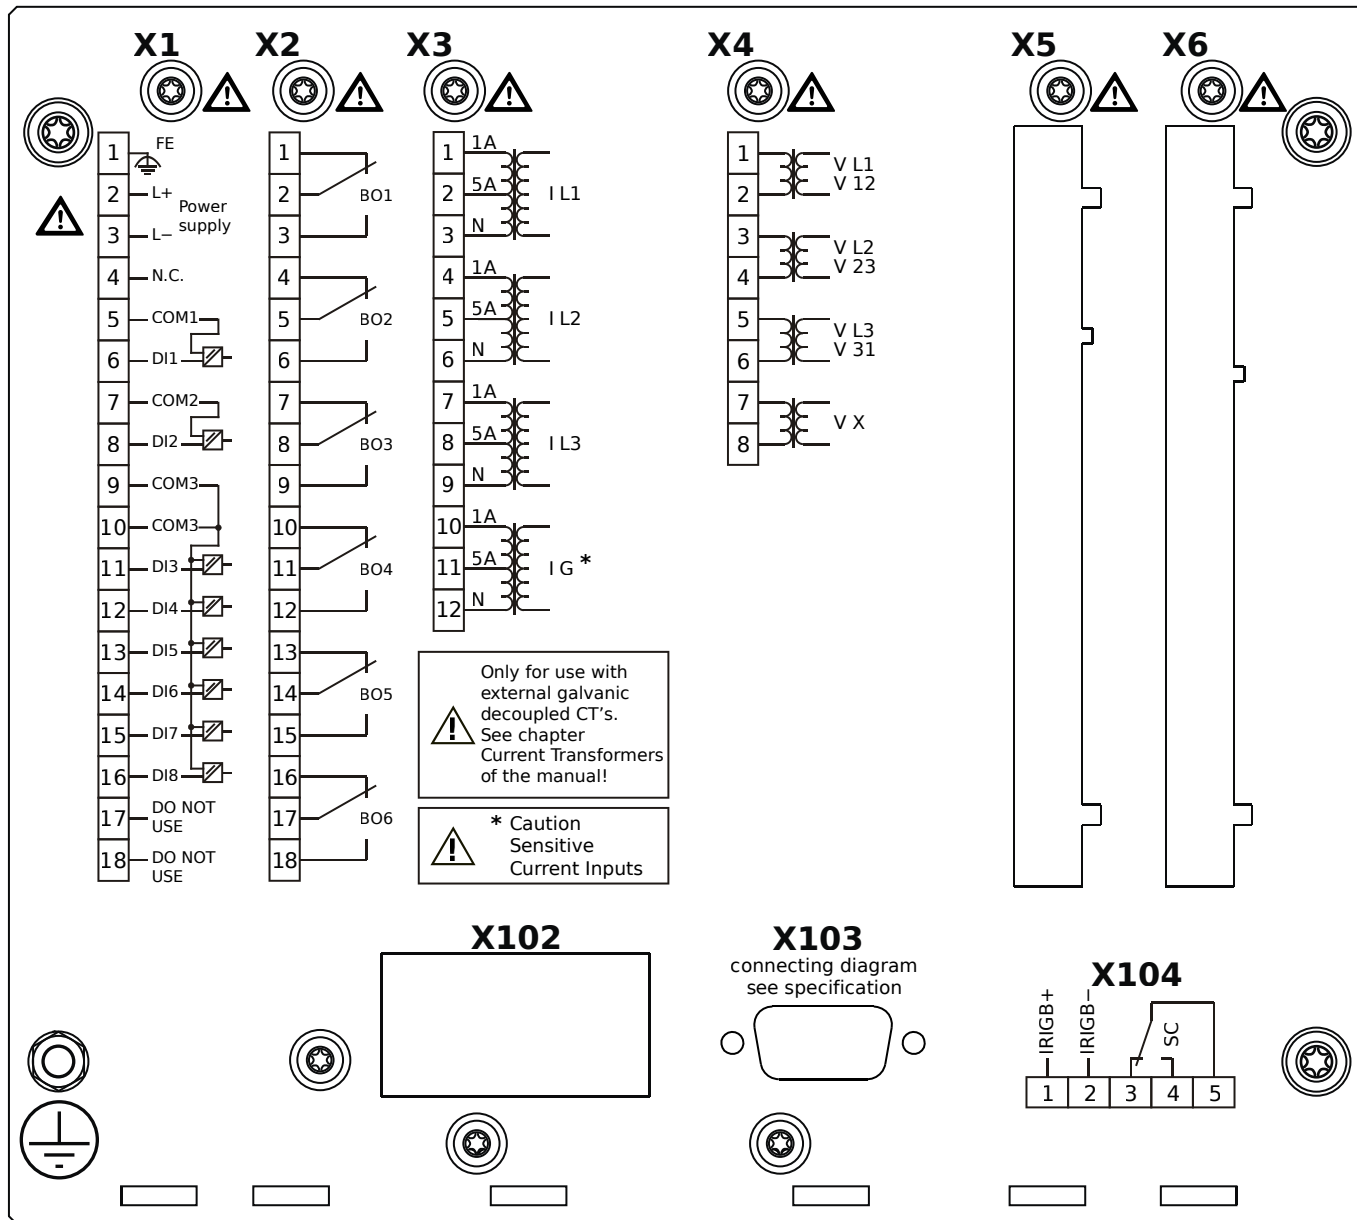 X1
X2
X3
X4
X5
X6
1
FE
2
L+
Power
supply
3
L−
4
N.C.
5
COM1
6
DI1
7
COM2
8
DI2
9
COM3
10
COM3
11
DI3
12
DI4
13
DI5
14
DI6
15
DI7
16
DI8
17
DO NOT
USE
18
DO NOT
USE
1
2
BO1
3
4
5
BO2
6
7
8
BO3
9
10
11
BO4
12
13
14
BO5
15
16
17
BO6
18
1
1A
2
5A
I L1
3
N
4
1A
5
5A
I L2
6
N
7
1A
8
5A
I L3
9
N
10
1A
11
5A
I G *
12
N
Only for use with
external galvanic
decoupled CT's.
See chapter
Current Transformers
of the manual!
* Caution
Sensitive
Current Inputs
1
2
V L1
V 12
3
4
V L2
V 23
5
6
V L3
V 31
7
8
V X
X102
X103
connecting diagram
see specification
X104
IRIGB+
IRIGB−
SC
1
2
3
4
5